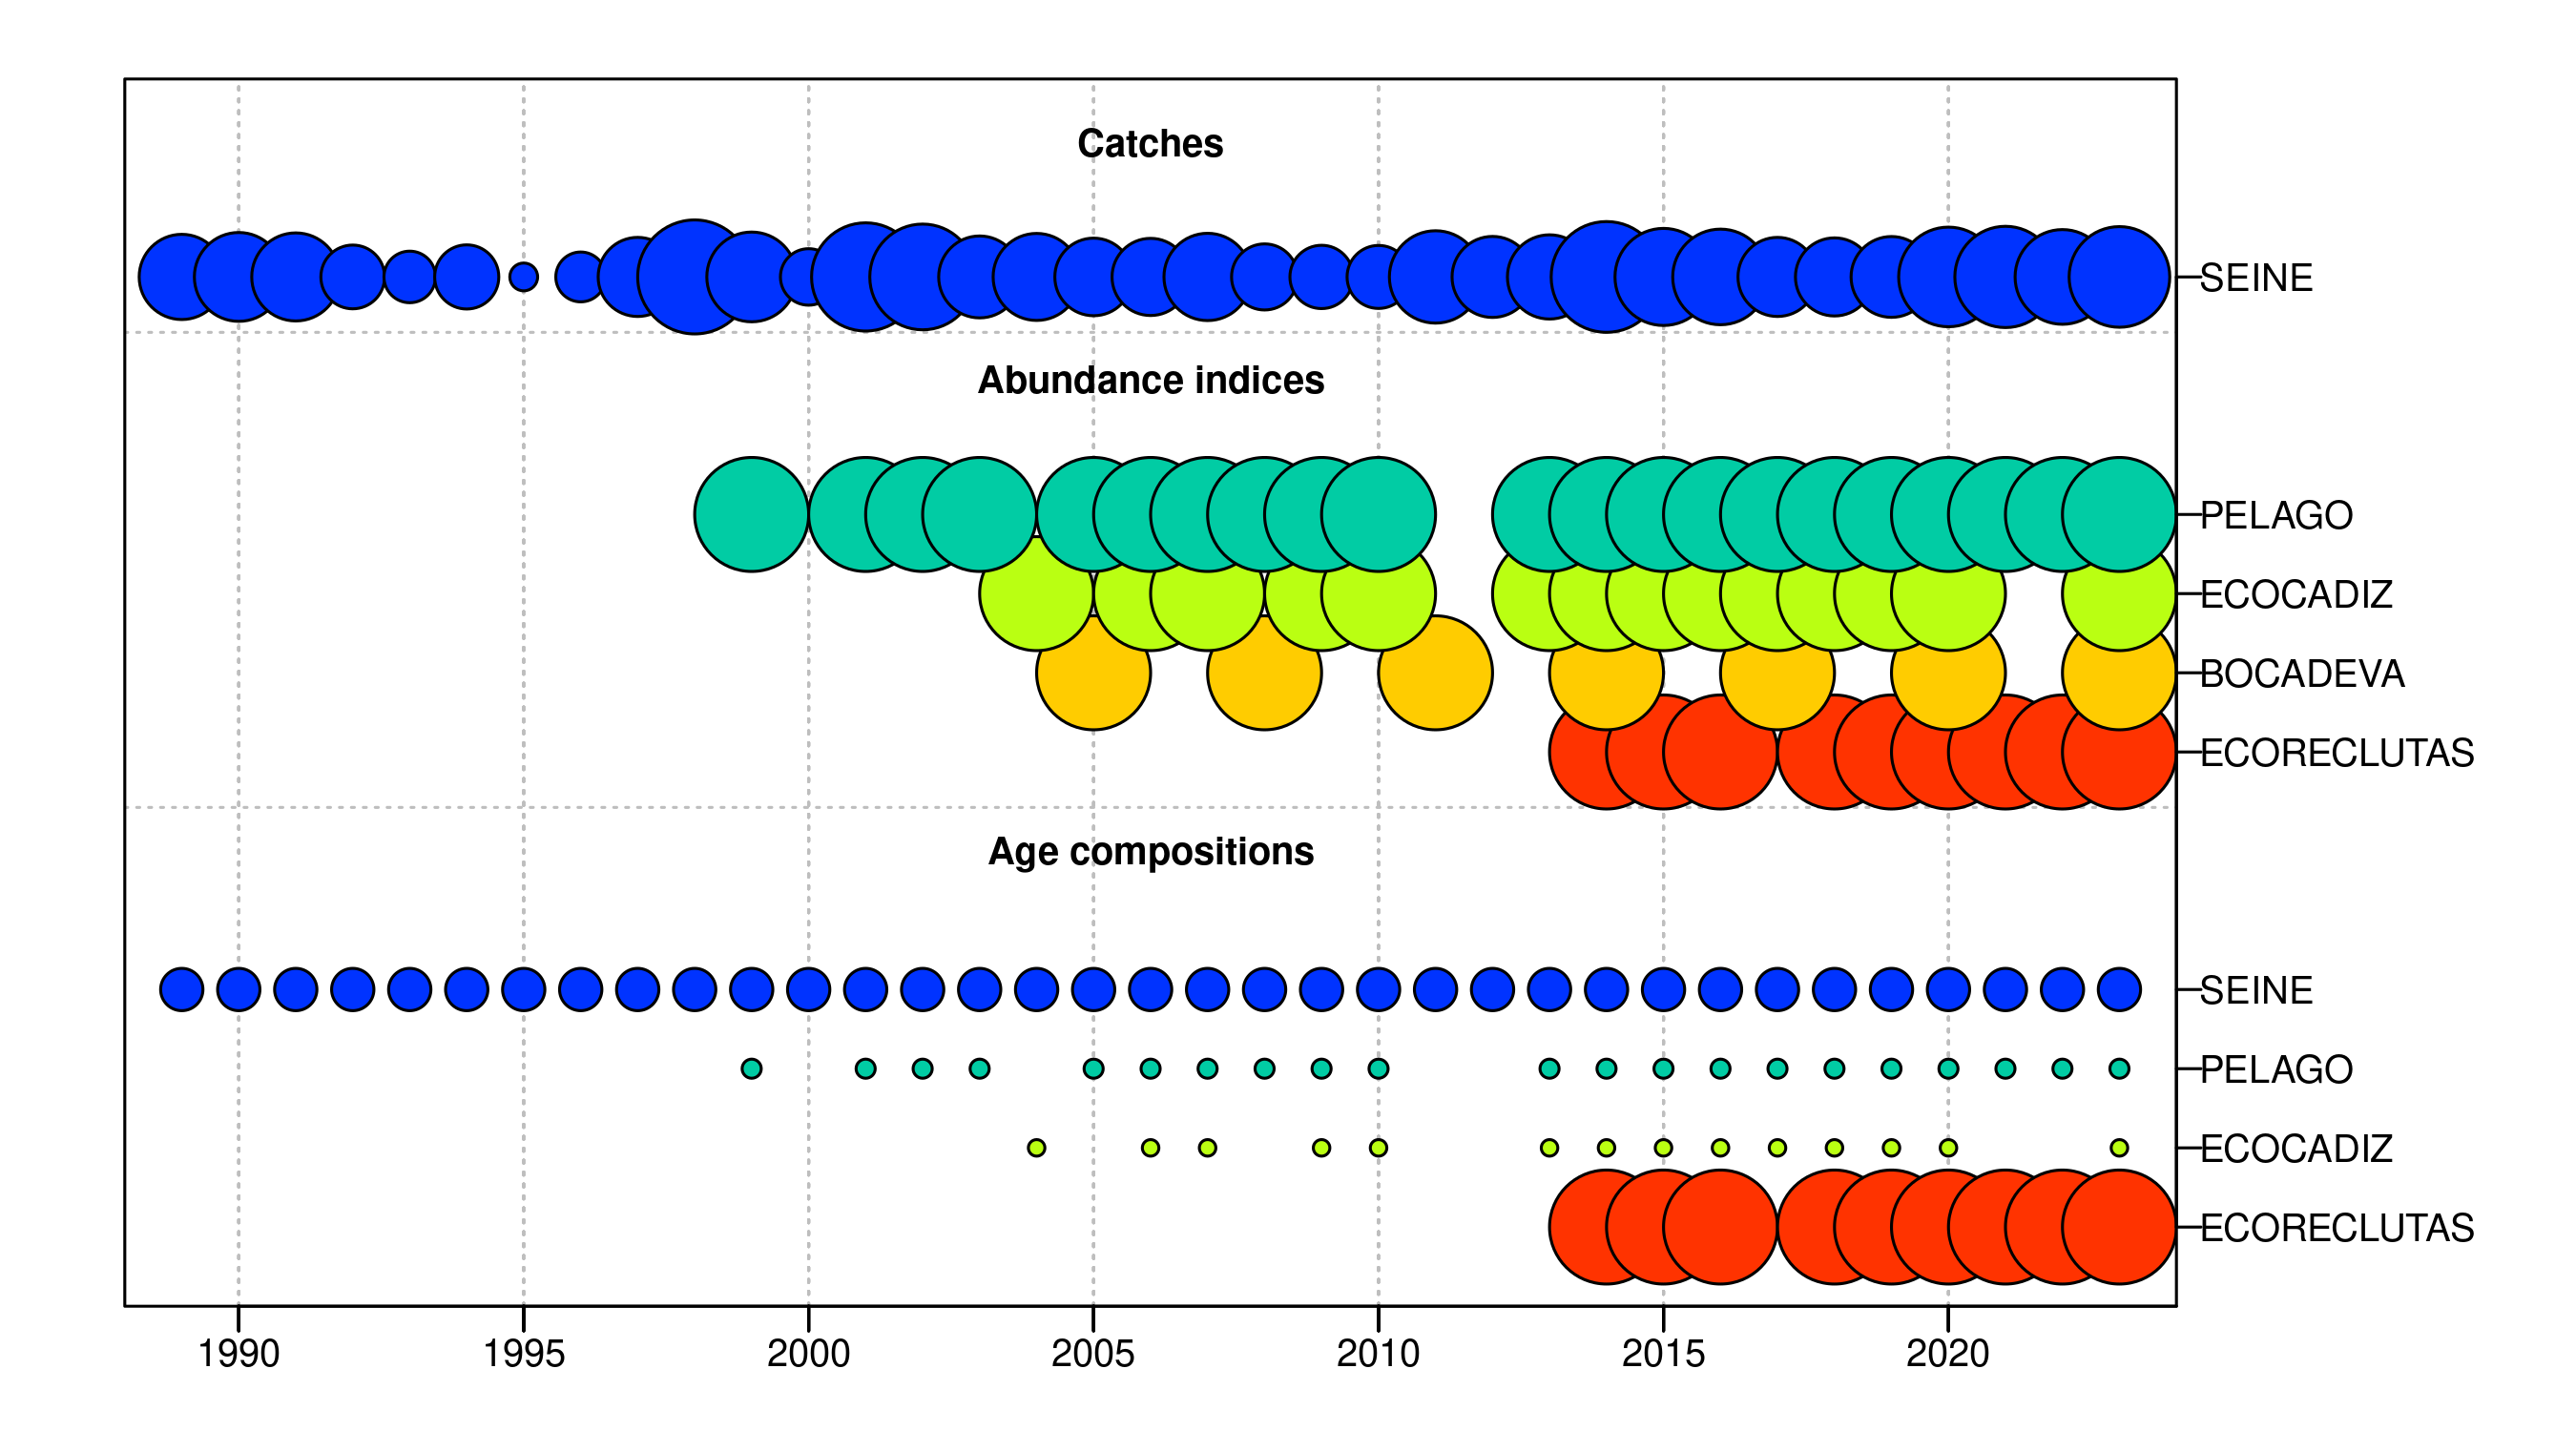 Catches
SEINE
Abundance indices
PELAGO
ECOCADIZ
BOCADEVA
ECORECLUTAS
Age compositions
SEINE
PELAGO
ECOCADIZ
ECORECLUTAS
1990 1995 2000 2005 2010 2015 2020